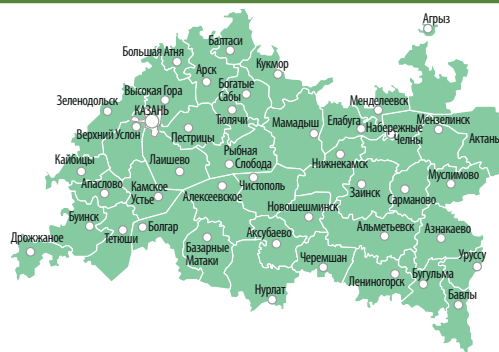 Агрыз
Балтаси
Большая Атня
Кукмор
Арск
Богатые
Сабы
Высокая Гора
Зеленодольск
КАЗАНЬ
Тюлячи
Менделеевск
Верхний Услон
Пестрицы
Мамадыш
Елабуга
Набережные
Челны
Мензелинск
Актаны
Кайбицы
Лаишево
Рыбная
Слобода
Нижнекамск
Муслимово
Апаслово
Камское
Устье
Алексеевское
Чистополь
Заинск
Сарманово
Буинск
Новошешминск
Дрожжаное
Тетюши
Болгар
Базарные
Матаки
Аксубаево
Альметьевск
Азнакаево
Черемшан
Уруссу
Лениногорск
Бугульма
Нурлат
Бавлы